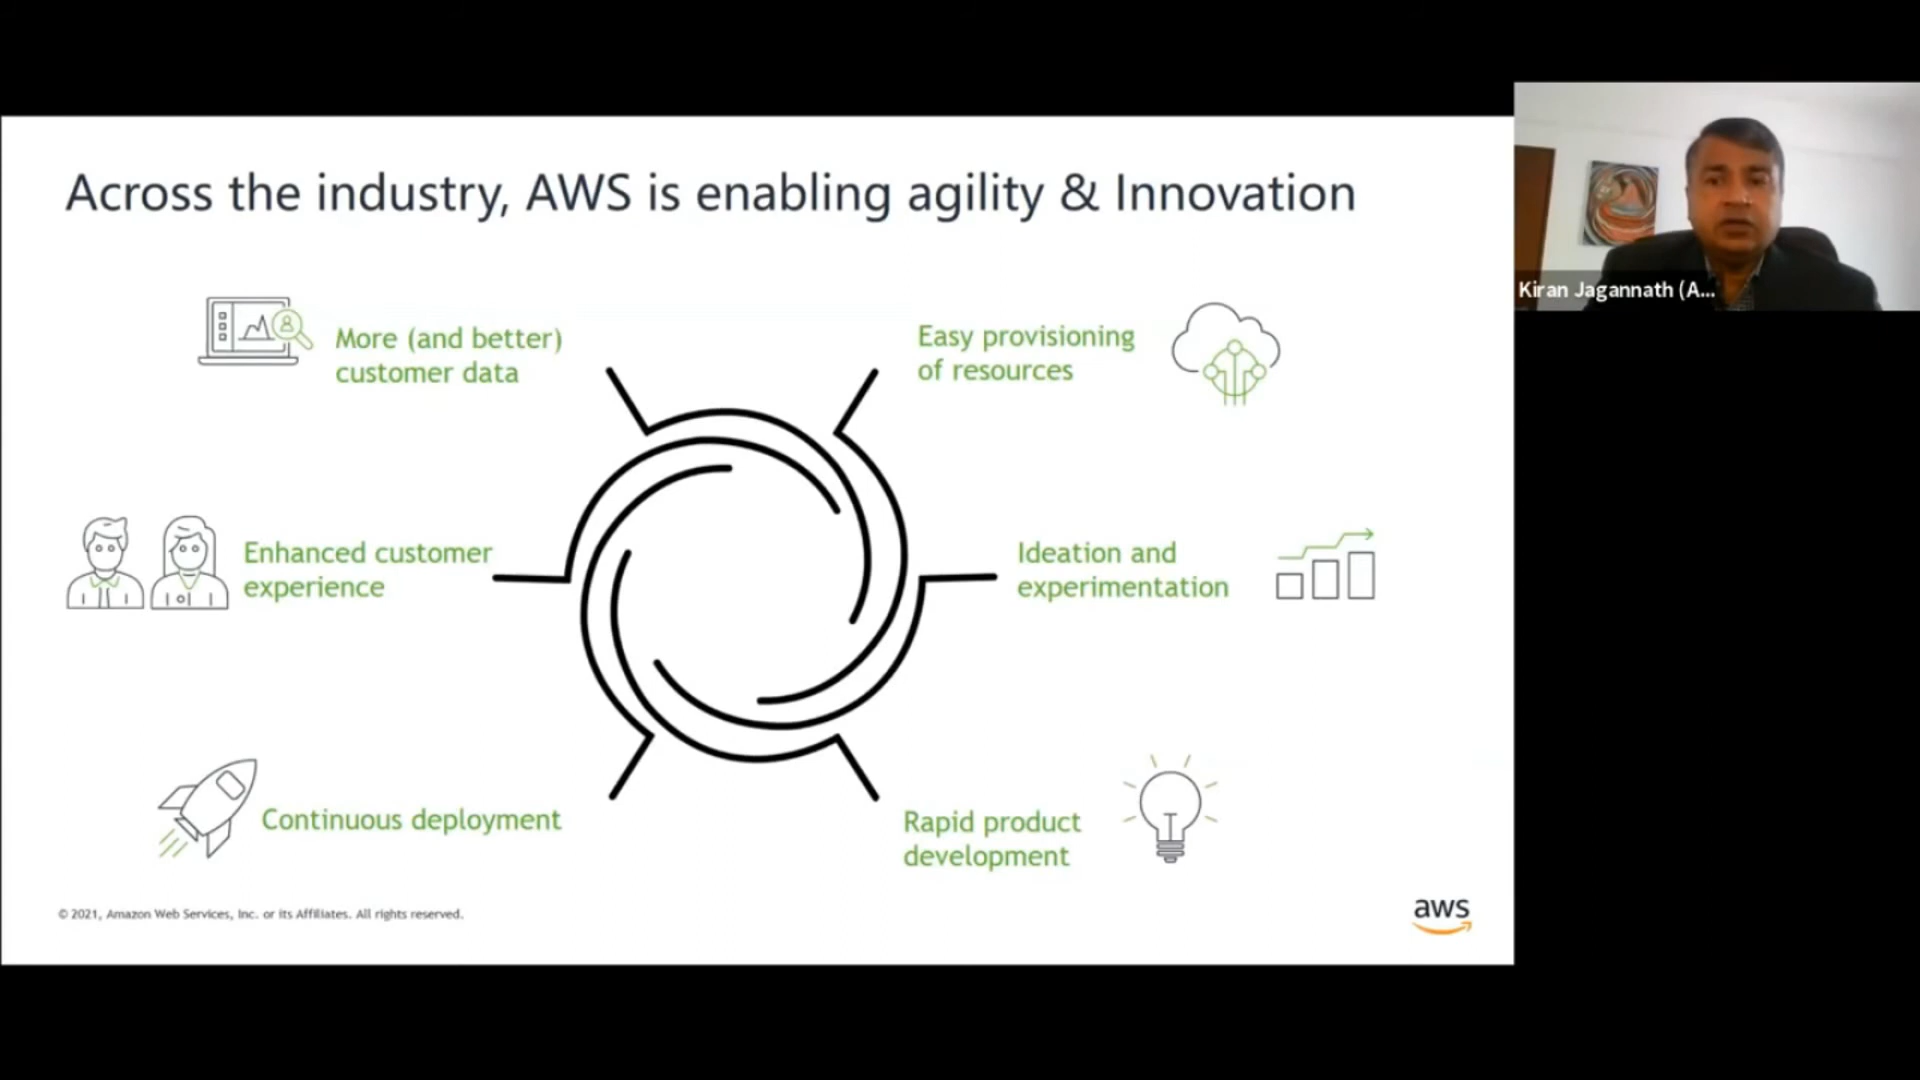 Across the industry, AWS is enabling agility & Innovation
More (and better)
customer data
Easy provisioning
of resources
Kiran Jagannath (A...
Enhanced customer
experience
Ideation and
experimentation
Continuous deployment
Rapid product
development
© 2021, Amazon Web Services, Inc. or its Affiliates. All rights reserved.
aws